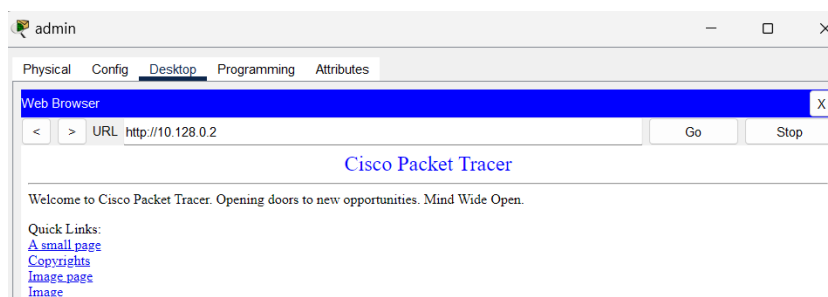 admin
Physical Config Desktop Programming Attributes
Web Browser X
< > URL http://10.128.0.2 Go Stop
Cisco Packet Tracer
Welcome to Cisco Packet Tracer. Opening doors to new opportunities. Mind Wide Open.
Quick Links:
A small page
Copyrights
Image page
Image